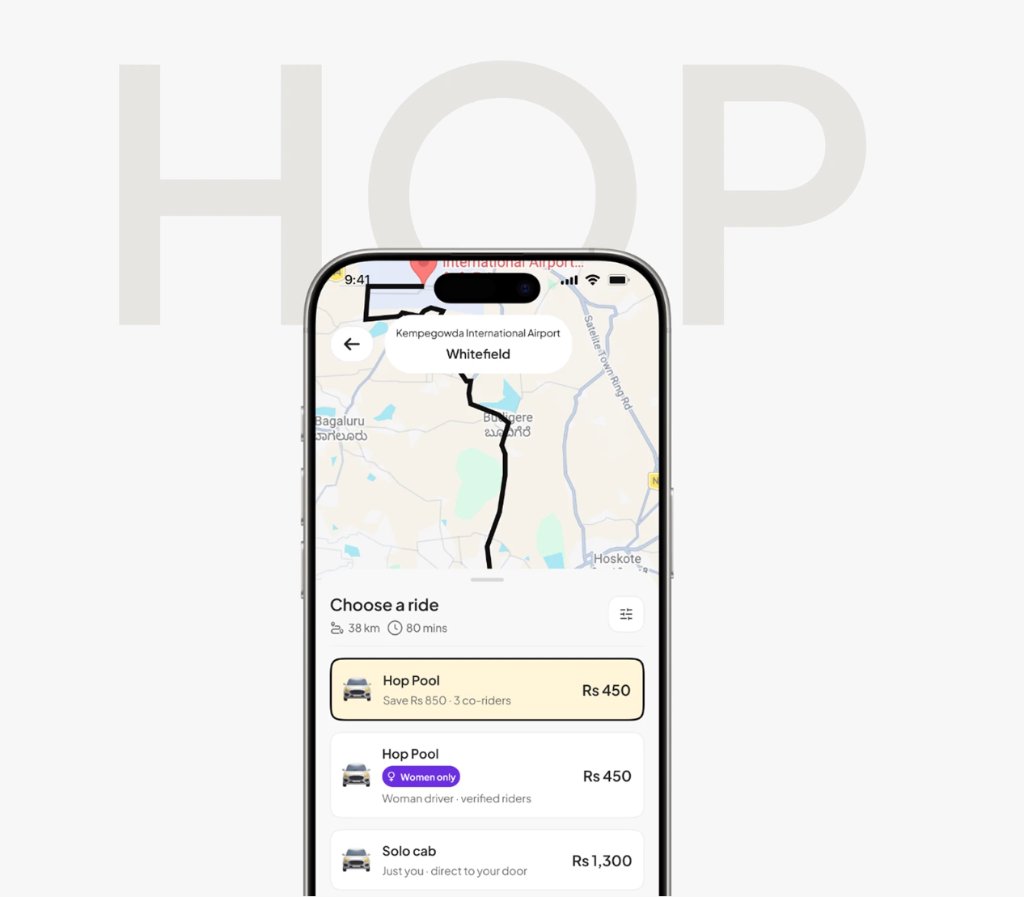 HOP
International Airport...
9:41
Kempegowda International Airport
Whitefield
Satelite Town Ring Rd
Bagaluru
ಬಾಗಲೂರು
Budigere
ಬೂದಿಗೆರೆ
N
Hoskote
Choose a ride
38 km 80 mins
Hop Pool
Save Rs 850 · 3 co-riders
Rs 450
Hop Pool
Women only
Woman driver · verified riders
Rs 450
Solo cab
Just you · direct to your door
Rs 1,300